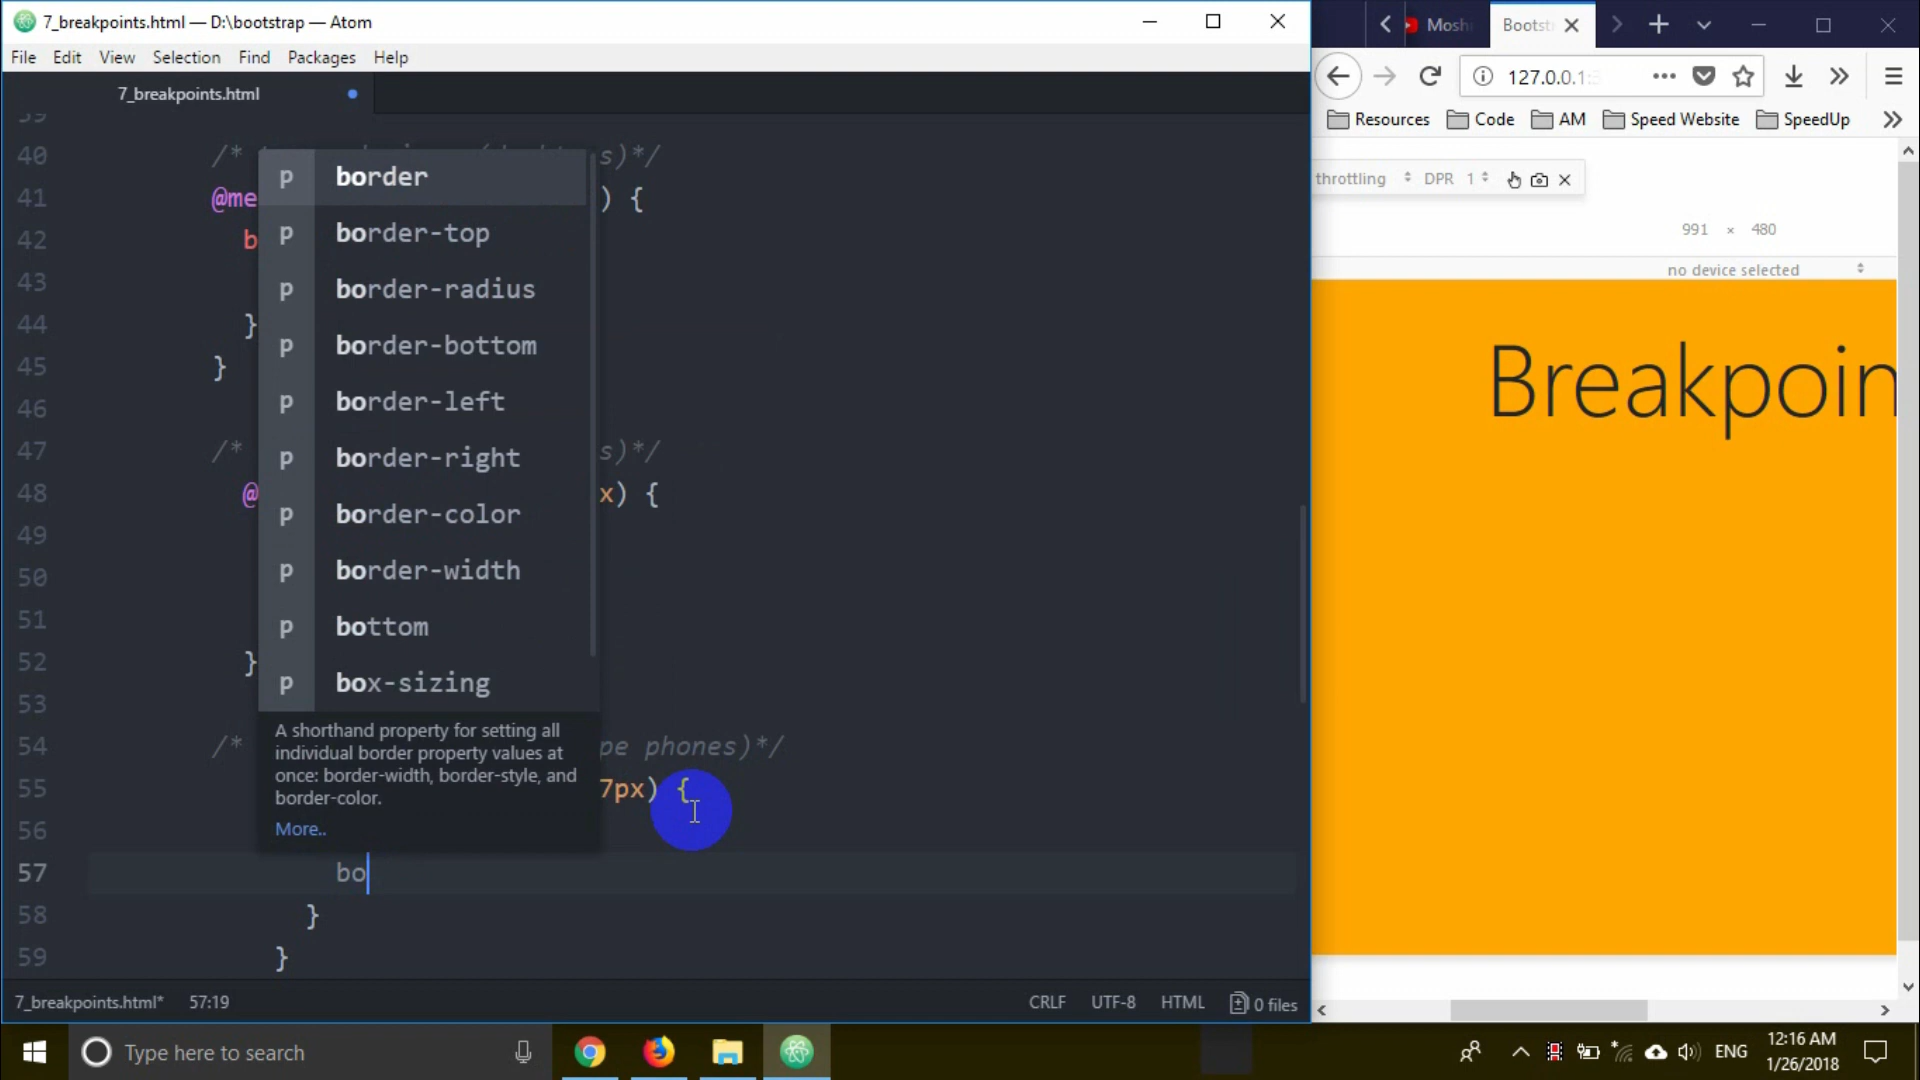 7_breakpoints.html — D:\bootstrap — Atom
File Edit View Selection Find Packages Help
7_breakpoints.html
39
40 /* s)*/
41 @me ) {
42 b
43
44 }
45 }
46
47 /* s)*/
48 @ x) {
49
50
51
52 }
53
54 /* pe phones)*/
55 7px) {
56
57 bo
58 }
59 }
p border
p border-top
p border-radius
p border-bottom
p border-left
p border-right
p border-color
p border-width
p bottom
p box-sizing
A shorthand property for setting all
individual border property values at
once: border-width, border-style, and
border-color.
More..
7_breakpoints.html* 57:19 CRLF UTF-8 HTML 0 files
Mosh Bootst
127.0.0.1:5
Resources Code AM Speed Website SpeedUp
throttling DPR 1
991 × 480
no device selected
Breakpoin
Type here to search
ENG
12:16 AM
1/26/2018